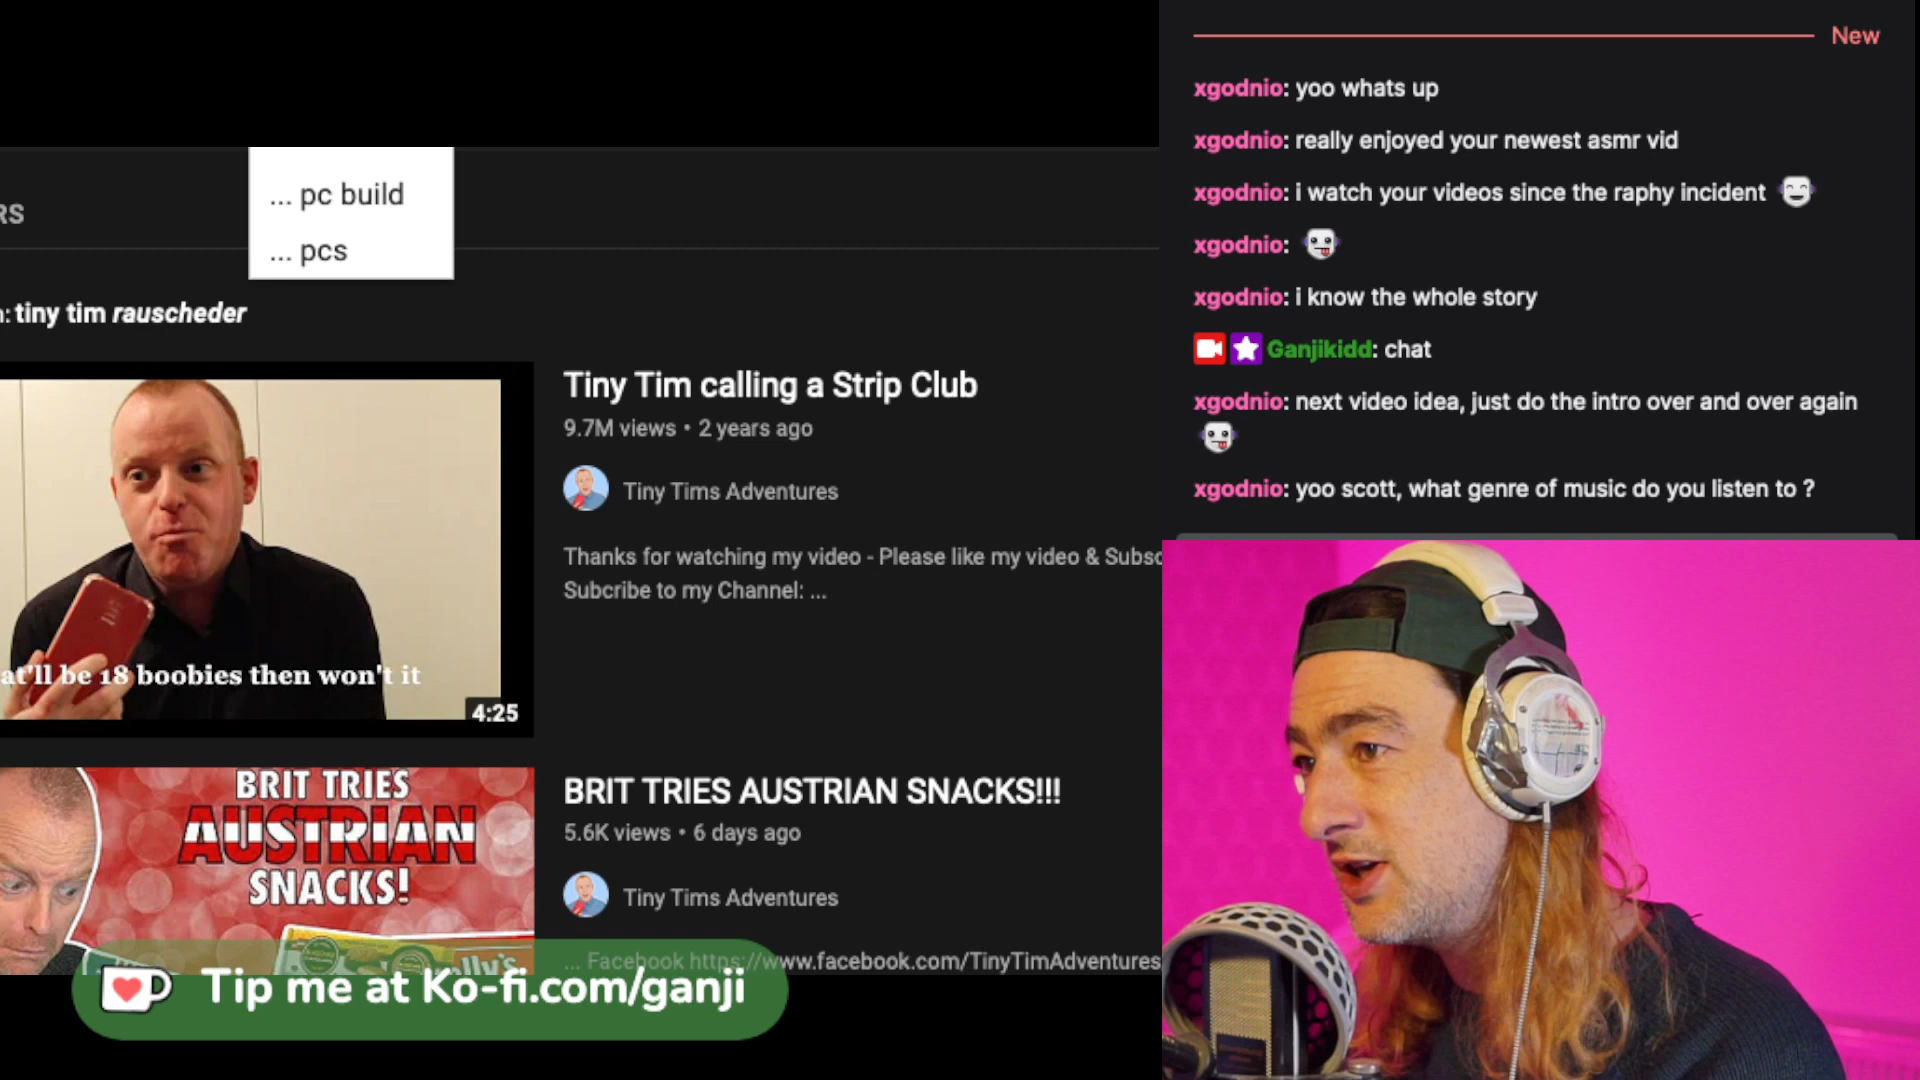 RS
... pc build
... pcs
tiny tim rauscheder
at'll be 18 boobies then won't it
4:25
Tiny Tim calling a Strip Club
9.7M views • 2 years ago
Tiny Tims Adventures
Thanks for watching my video - Please like my video & Subsc
Subcribe to my Channel: ...
BRIT TRIES
AUSTRIAN
SNACKS!
BRIT TRIES AUSTRIAN SNACKS!!!
5.6K views • 6 days ago
Tiny Tims Adventures
... Facebook https://www.facebook.com/TinyTimAdventures
Tip me at Ko-fi.com/ganji
New
xgodnio: yoo whats up
xgodnio: really enjoyed your newest asmr vid
xgodnio: i watch your videos since the raphy incident
xgodnio:
xgodnio: i know the whole story
Ganjikidd: chat
xgodnio: next video idea, just do the intro over and over again
xgodnio: yoo scott, what genre of music do you listen to ?